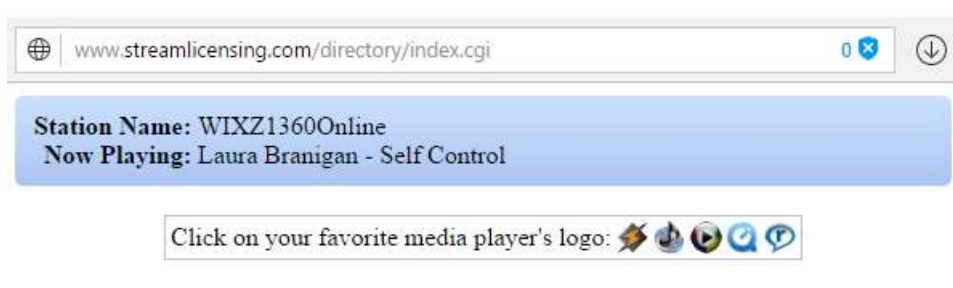 www.streamlicensing.com/directory/index.cgi 0
Station Name: WIXZ1360Online
Now Playing: Laura Branigan - Self Control
Click on your favorite media player's logo: